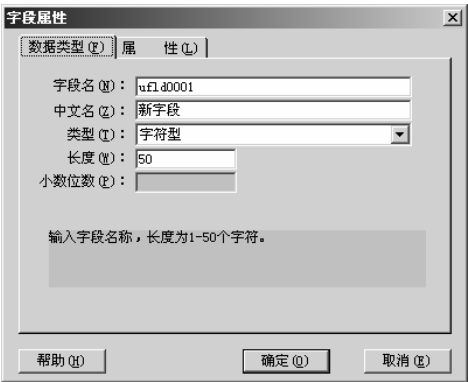 字段属性
数据类型(F) 属 性(L)
字段名(N)： ufld0001
中文名(Z)： 新字段
类型(T)： 字符型
长度(W)： 50
小数位数(P)：
输入字段名称，长度为1-50个字符。
帮助(H) 确定(O) 取消(E)